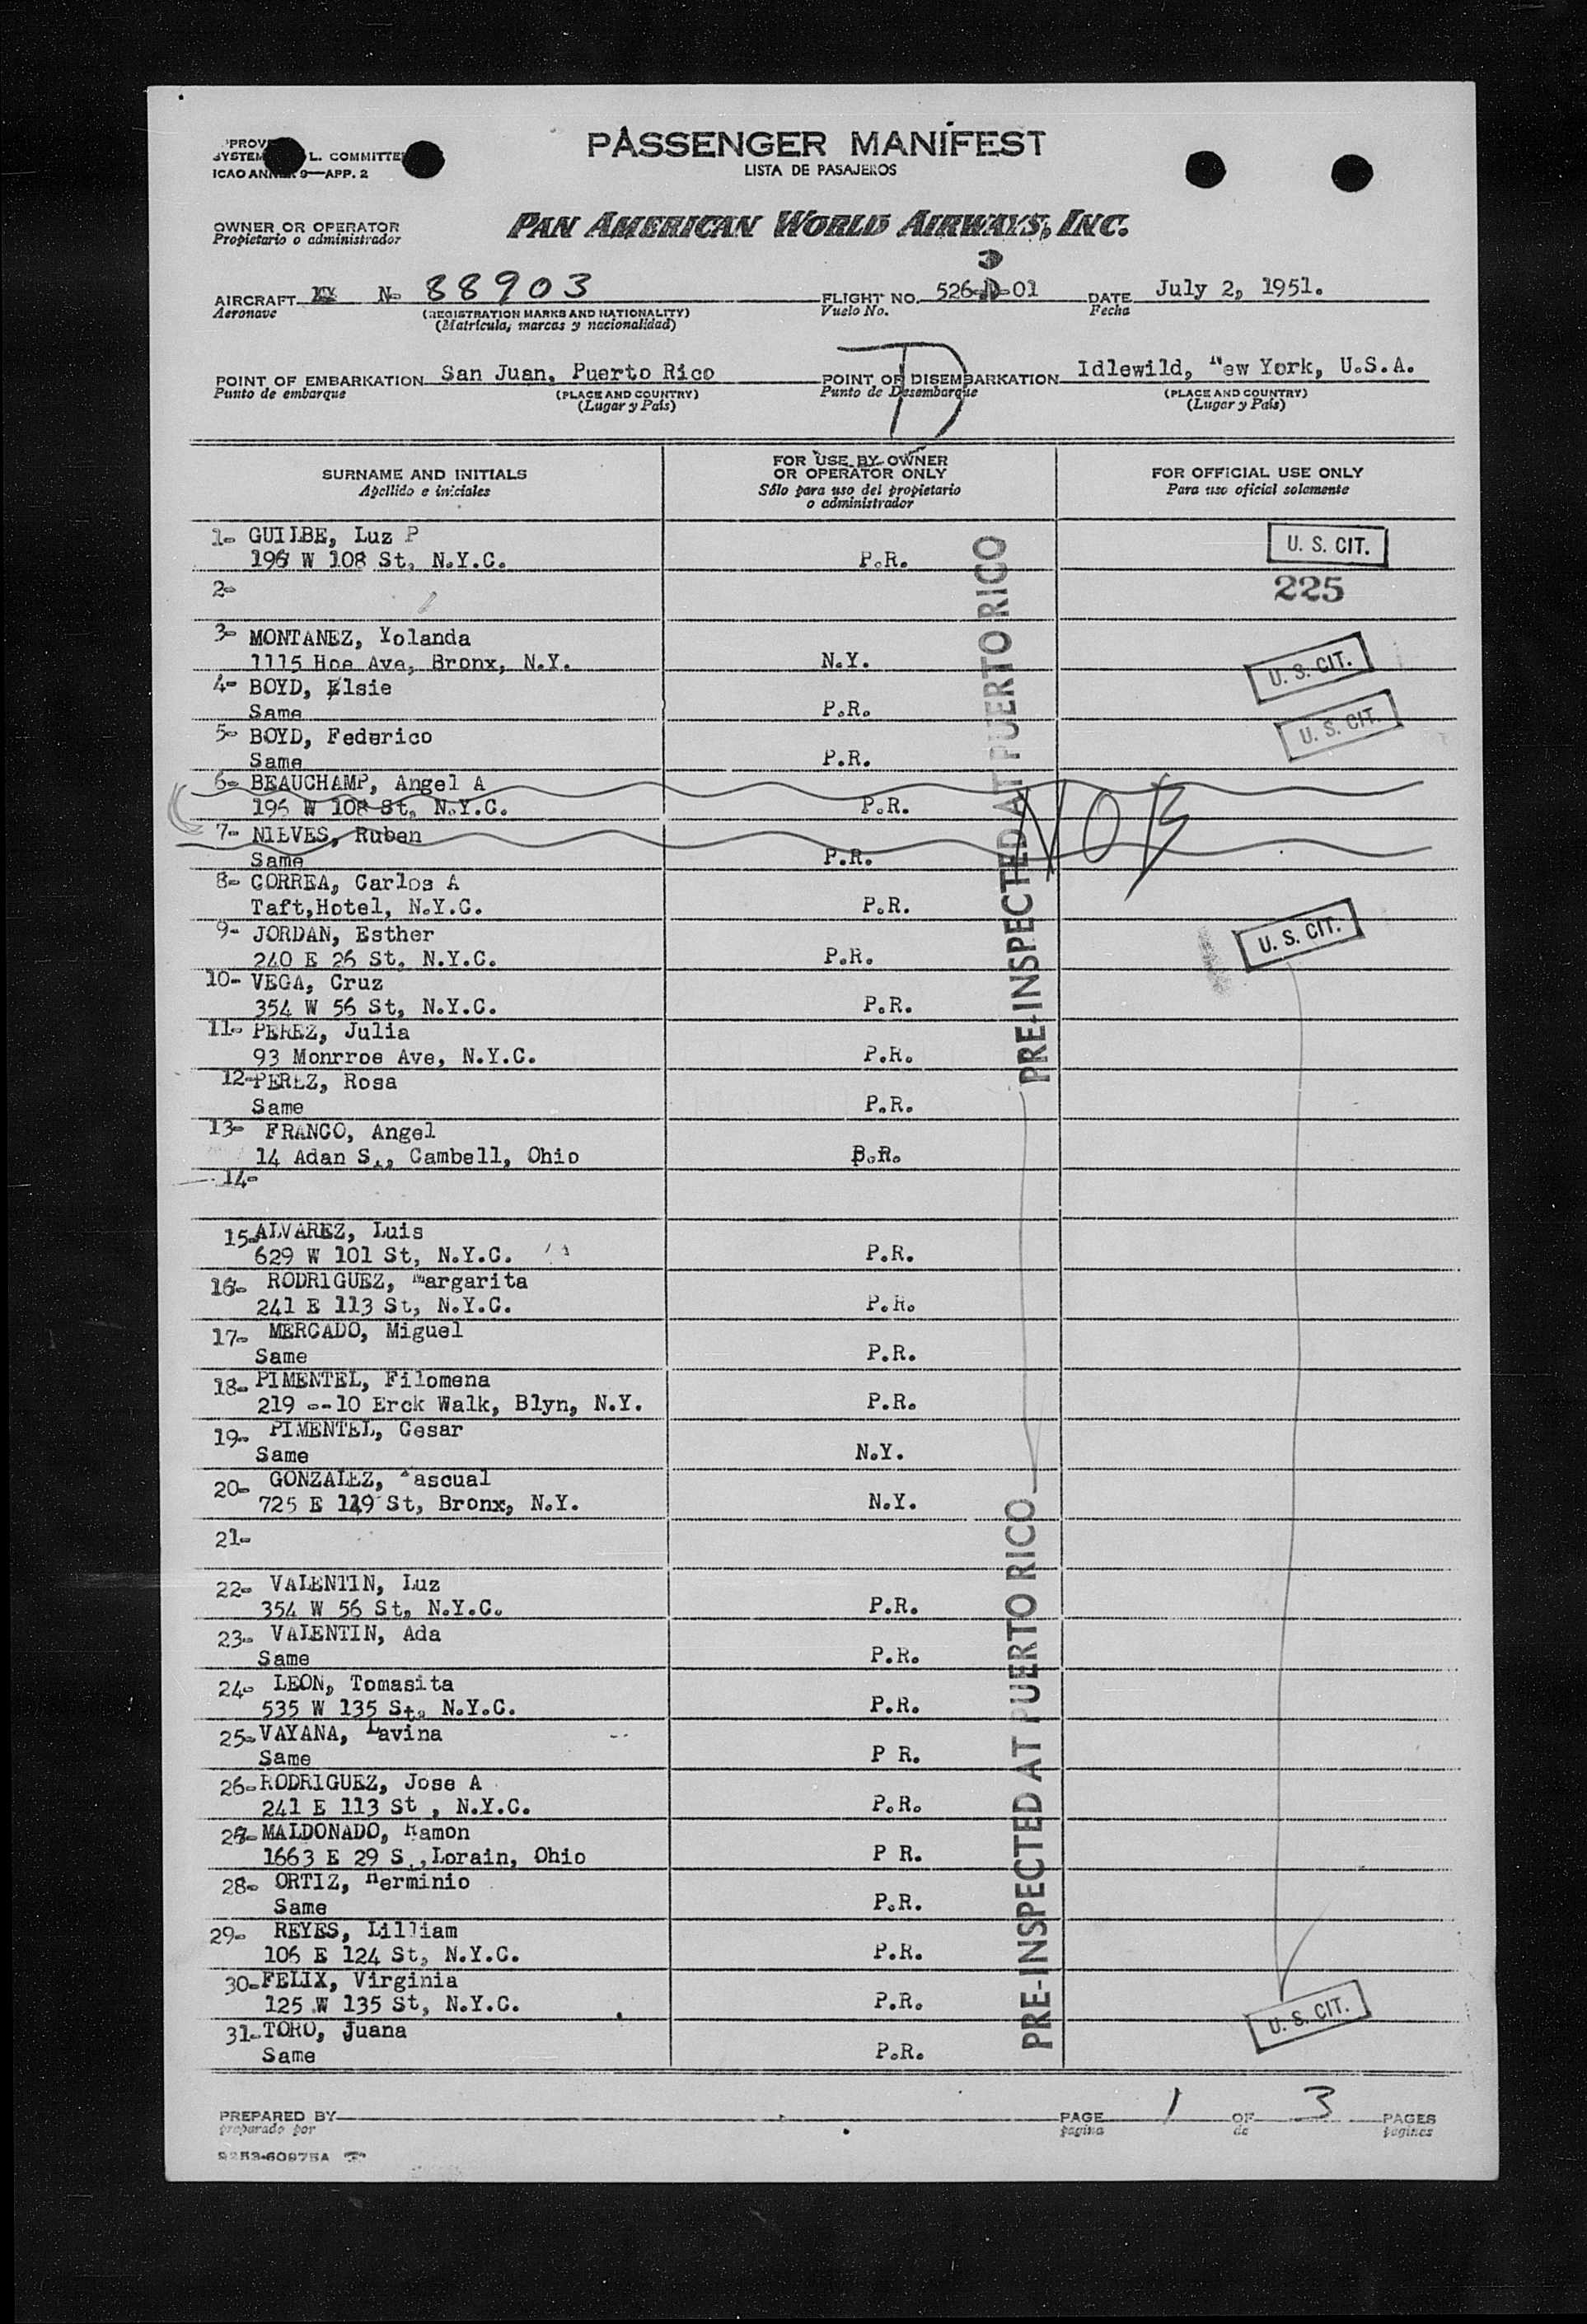 PASSENGER MANIFEST
LISTA DE PASAJEROS
L. COMMITTEE
ICAO ANNEX 9—APP. 2
OWNER OR OPERATOR
Propietario o administrador
PAN AMERICAN WORLD AIRWAYS, INC.
AIRCRAFT N- 88903 FLIGHT NO. 526- -01 DATE July 2, 1951.
Aeronave (REGISTRATION MARKS AND NATIONALITY) Vuelo No. Fecha
(Matrícula, marcas y nacionalidad)
D
POINT OF EMBARKATION San Juan, Puerto Rico POINT OF DISEMBARKATION Idlewild, New York, U.S.A.
Punto de embarque (PLACE AND COUNTRY) Punto de Desembarque (PLACE AND COUNTRY)
(Lugar y País) (Lugar y País)
SURNAME AND INITIALS FOR USE BY OWNER OR OPERATOR ONLY FOR OFFICIAL USE ONLY
Apellido e iniciales Sólo para uso del propietario o administrador Para uso oficial solamente
1- GUILBE, Luz P U. S. CIT.
196 W 108 St, N.Y.C. P.R.
2- 225
3- MONTANEZ, Yolanda
1115 Hoe Ave, Bronx, N.Y. N.Y. U. S. CIT.
4- BOYD, Elsie
Same P.R.
5- BOYD, Federico U. S. CIT.
Same P.R.
6- BEAUCHAMP, Angel A
196 W 108 St, N.Y.C. P.R. NOB
7- NIEVES, Ruben
Same P.R.
8- CORREA, Carlos A
Taft,Hotel, N.Y.C. P.R.
9- JORDAN, Esther U. S. CIT.
240 E 26 St, N.Y.C. P.R.
10- VEGA, Cruz
354 W 56 St, N.Y.C. P.R.
11- PEREZ, Julia
93 Monrroe Ave, N.Y.C. P.R.
PRE-INSPECTED AT PUERTO RICO
12- PEREZ, Rosa
Same P.R.
13- FRANCO, Angel
14 Adan S., Cambell, Ohio P.R.
14-
15- ALVAREZ, Luis
629 W 101 St, N.Y.C. P.R.
16- RODRIGUEZ, Margarita
241 E 113 St, N.Y.C. P.R.
17- MERCADO, Miguel
Same P.R.
18- PIMENTEL, Filomena
219 --10 Erck Walk, Blyn, N.Y. P.R.
19- PIMENTEL, Cesar
Same N.Y.
20- GONZALEZ, Pascual
725 E 149 St, Bronx, N.Y. N.Y.
21-
22- VALENTIN, Luz
354 W 56 St, N.Y.C. P.R.
23- VALENTIN, Ada
Same P.R.
24- LEON, Tomasita
535 W 135 St, N.Y.C. P.R.
25- VAYANA, Lavina
Same P R.
26- RODRIGUEZ, Jose A
241 E 113 St , N.Y.C. P.R.
27- MALDONADO, Ramon
1663 E 29 S.,Lorain, Ohio P R.
28- ORTIZ, Herminio
Same P.R.
29- REYES, Lilliam
106 E 124 St, N.Y.C. P.R.
30- FELIX, Virginia
125 W 135 St, N.Y.C. P.R.
31- TORO, Juana U. S. CIT.
Same P.R.
PRE-INSPECTED AT PUERTO RICO
PREPARED BY PAGE 1 OF 3 PAGES
preparado por pagina de paginas
9253-60975A